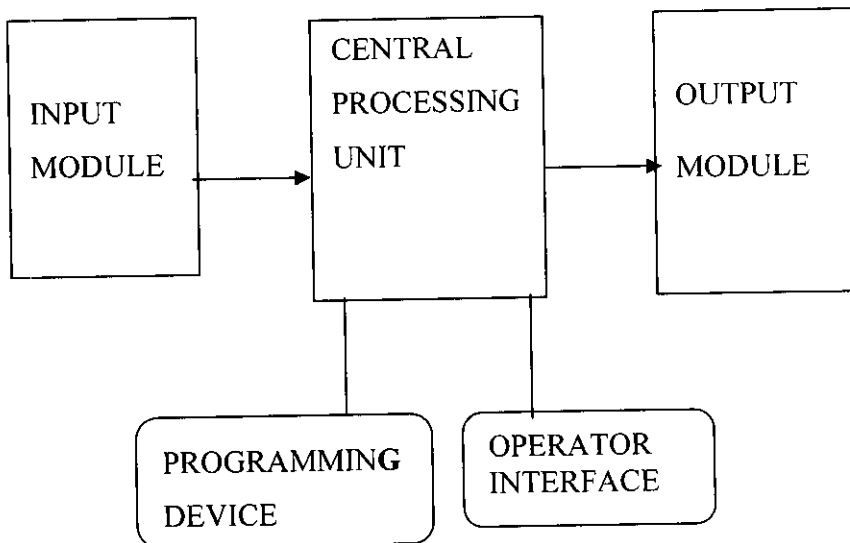 INPUT
MODULE
CENTRAL
PROCESSING
UNIT
OUTPUT
MODULE
PROGRAMMING
DEVICE
OPERATOR
INTERFACE